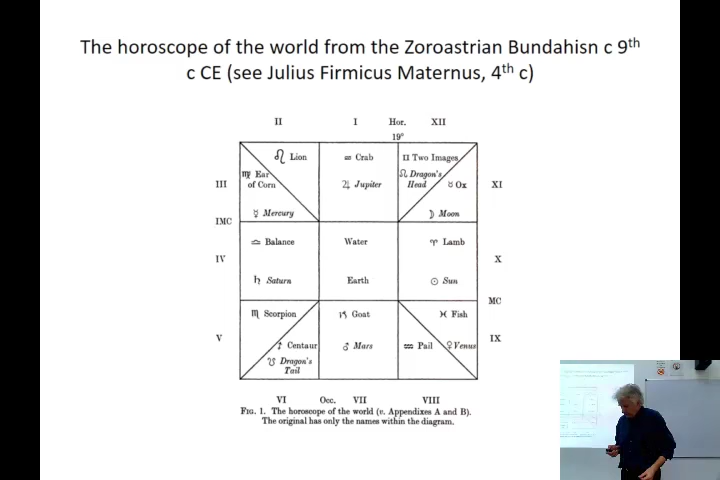 The horoscope of the world from the Zoroastrian Bundahisn c 9th
c CE (see Julius Firmicus Maternus, 4th c)
II I Hor. XII
19°
♌ Lion ♋ Crab ♊ Two Images
♍ Ear of Corn ♃ Jupiter ☊ Dragon's Head ♉ Ox
III XI
☿ Mercury ☽ Moon
IMC
♎ Balance Water ♈ Lamb
IV X
♄ Saturn Earth ☉ Sun
MC
♏ Scorpion ♑ Goat ♓ Fish
V IX
♐ Centaur ♂ Mars ♒ Pail ♀ Venus
☋ Dragon's
Tail
VI Occ. VII VIII
FIG. 1. The horoscope of the world (v. Appendixes A and B).
The original has only the names within the diagram.